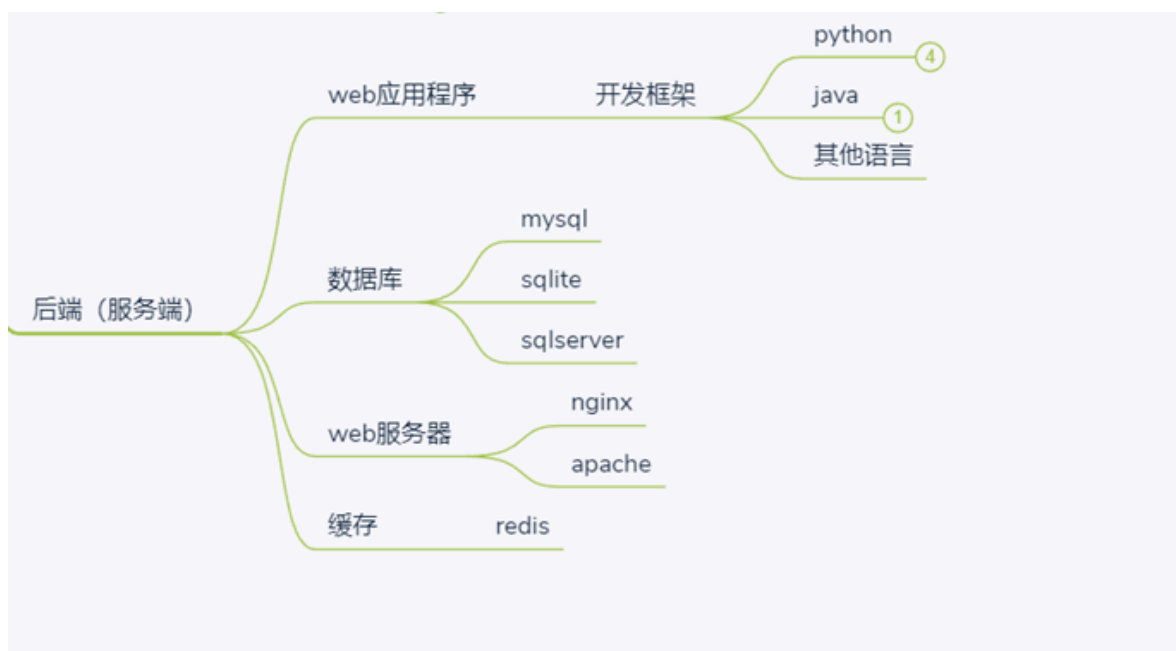 后端（服务端）
web应用程序
开发框架
python
4
java
1
其他语言
数据库
mysql
sqlite
sqlserver
web服务器
nginx
apache
缓存
redis